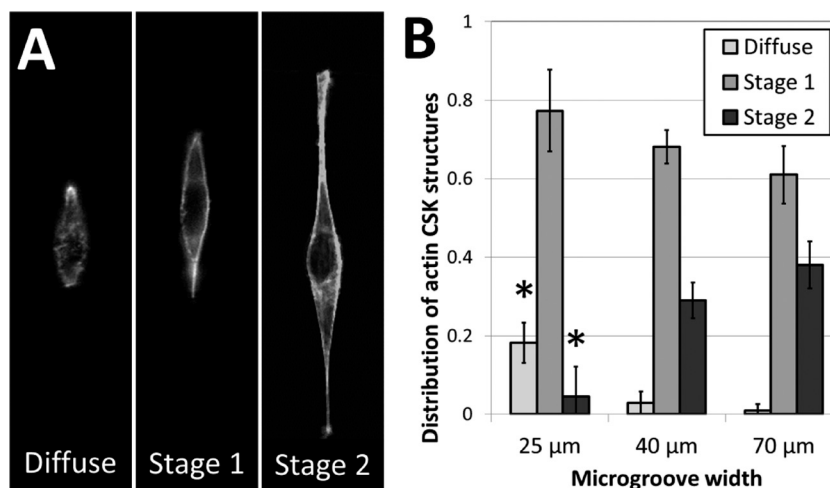 A
Diffuse
Stage 1
Stage 2
B
Distribution of actin CSK structures
1
0.8
0.6
0.4
0.2
0
Diffuse
Stage 1
Stage 2
*
*
25 μm
40 μm
70 μm
Microgroove width